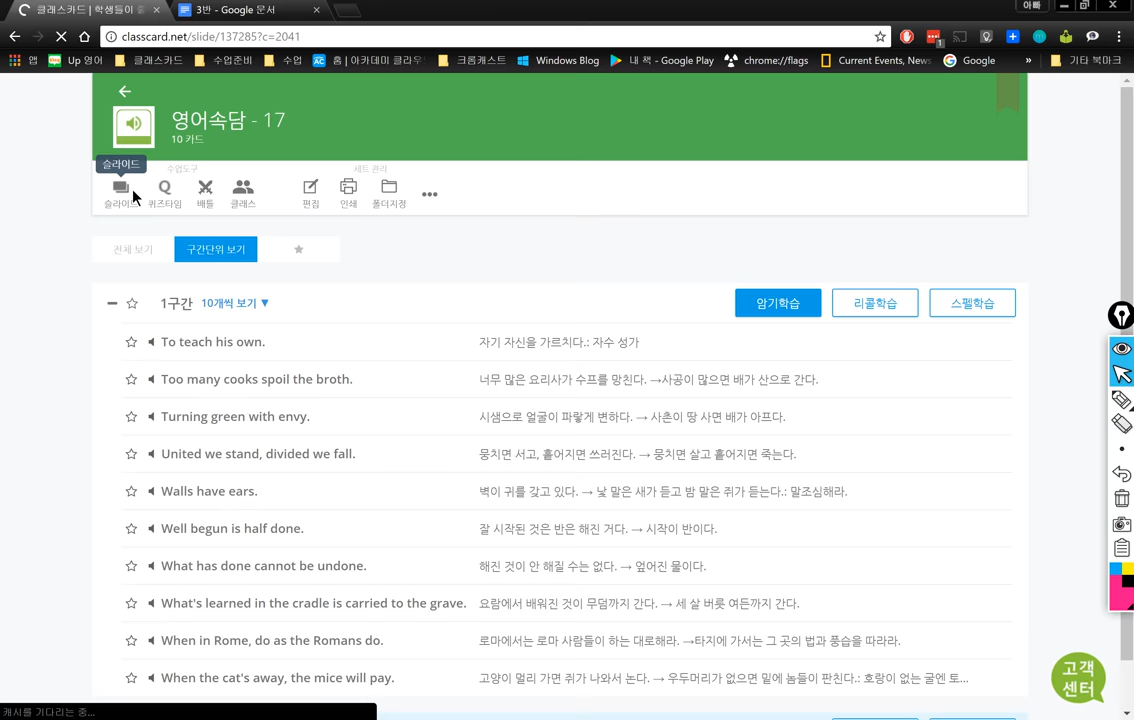 클래스카드 | 학생들이
3반 - Google 문서
아빠
classcard.net/slide/137285?c=2041
앱
Up 영어
클래스카드
수업준비
수업
홈 | 아카데미 클라우
크롬캐스트
Windows Blog
내 책 - Google Play
chrome://flags
Current Events, News
Google
»
기타 북마크
영어속담 - 17
10 카드
슬라이드
수업도구
세트 관리
슬라이드
Q
퀴즈타임
배틀
클래스
편집
인쇄
폴더지정
전체 보기
구간단위 보기
1구간
10개씩 보기 ▼
암기학습
리콜학습
스펠학습
To teach his own.
자기 자신을 가르치다.: 자수 성가
Too many cooks spoil the broth.
너무 많은 요리사가 수프를 망친다. →사공이 많으면 배가 산으로 간다.
Turning green with envy.
시샘으로 얼굴이 파랗게 변하다. → 사촌이 땅 사면 배가 아프다.
United we stand, divided we fall.
뭉치면 서고, 흩어지면 쓰러진다. → 뭉치면 살고 흩어지면 죽는다.
Walls have ears.
벽이 귀를 갖고 있다. → 낮 말은 새가 듣고 밤 말은 쥐가 듣는다.: 말조심해라.
Well begun is half done.
잘 시작된 것은 반은 해진 거다. → 시작이 반이다.
What has done cannot be undone.
해진 것이 안 해질 수는 없다. → 엎어진 물이다.
What's learned in the cradle is carried to the grave.
요람에서 배워진 것이 무덤까지 간다. → 세 살 버릇 여든까지 간다.
When in Rome, do as the Romans do.
로마에서는 로마 사람들이 하는 대로해라. →타지에 가서는 그 곳의 법과 풍습을 따라라.
When the cat's away, the mice will pay.
고양이 멀리 가면 쥐가 나와서 논다. → 우두머리가 없으면 밑에 놈들이 판친다.: 호랑이 없는 굴엔 토...
고객
센터
캐시를 기다리는 중...